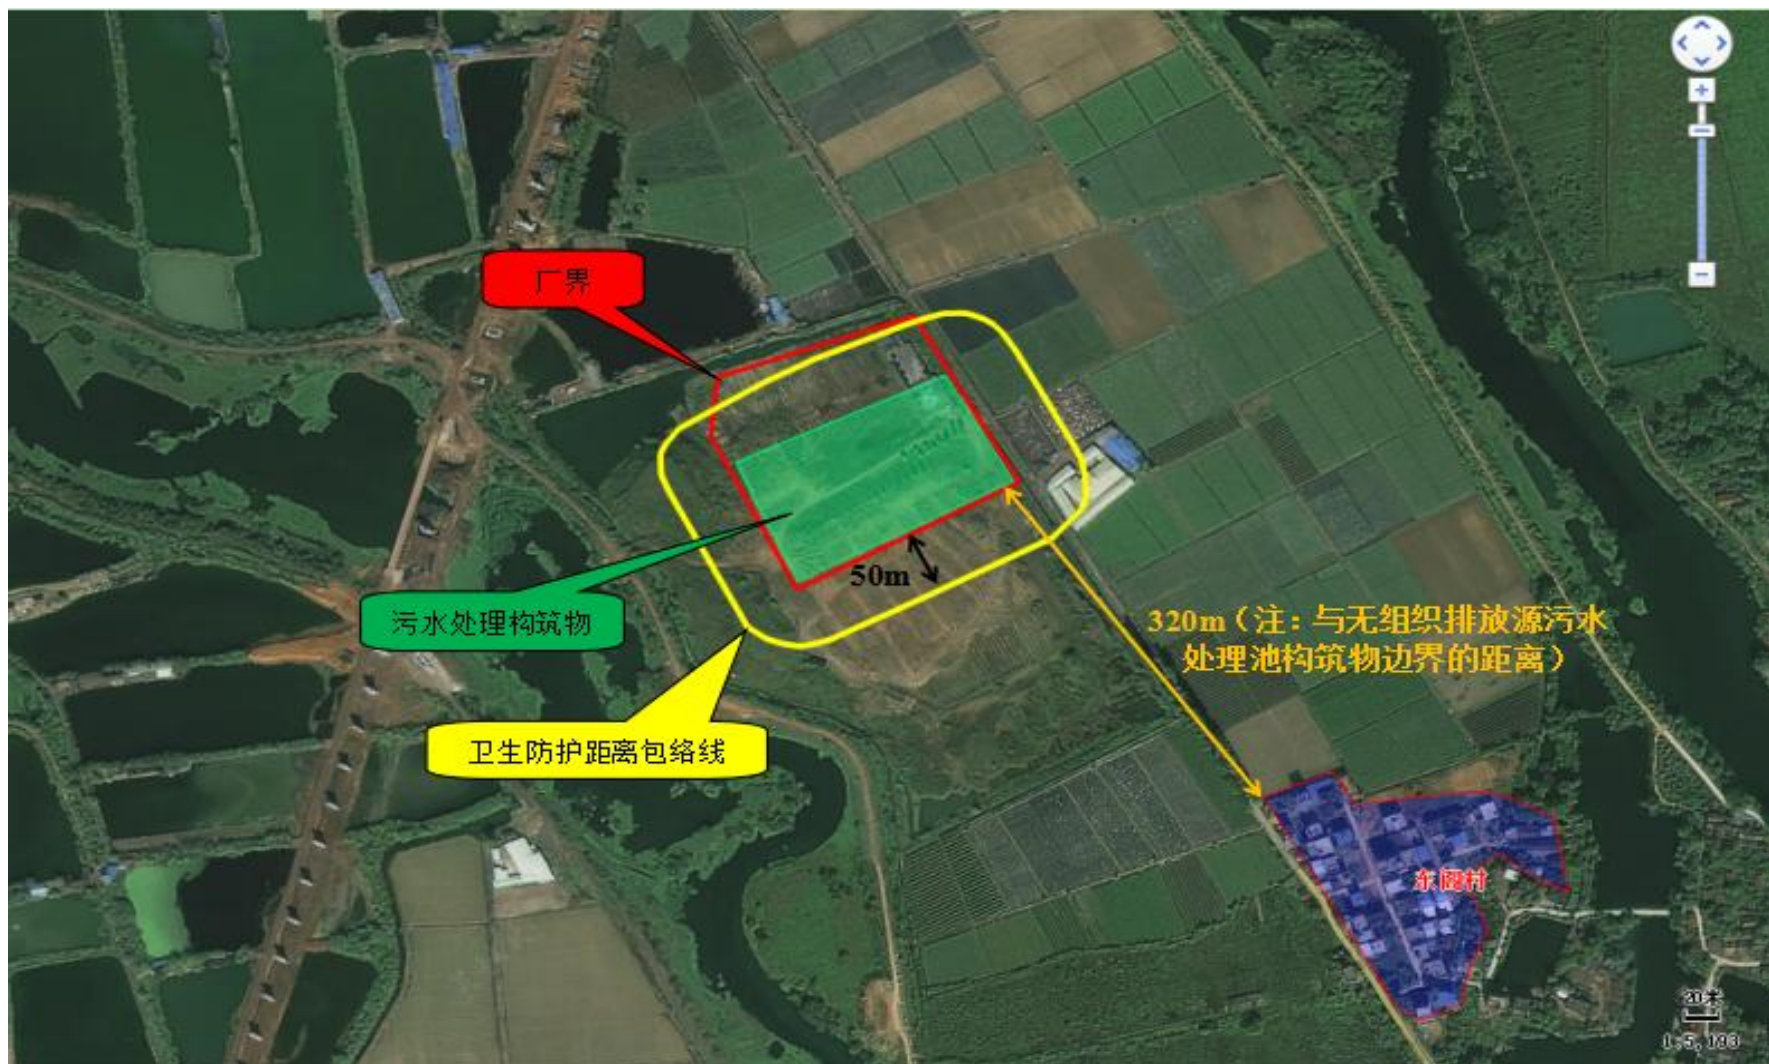 厂界
50m
污水处理构筑物
320m（注：与无组织排放源污水
处理池构筑物边界的距离）
卫生防护距离包络线
东阁村
20米
1:5,193